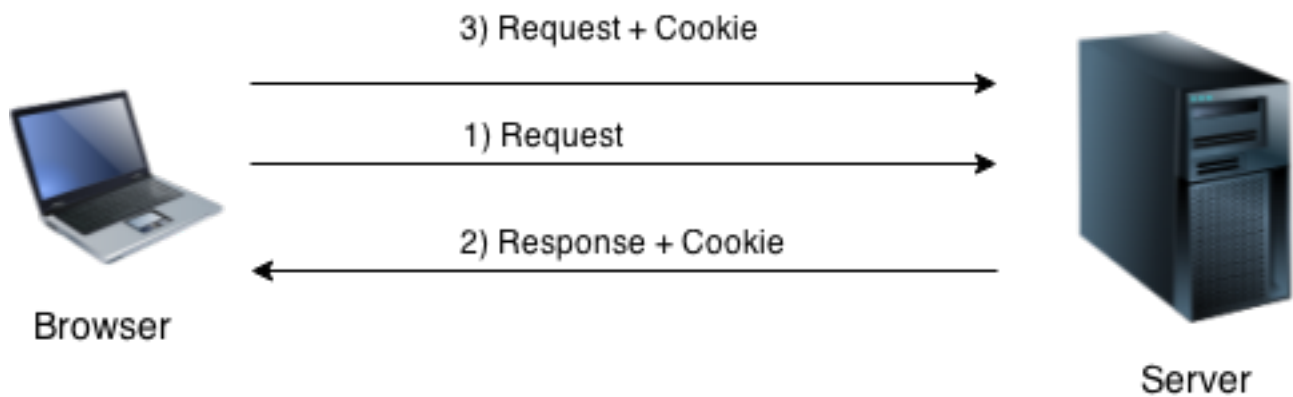 3) Request + Cookie
1) Request
2) Response + Cookie
Browser
Server